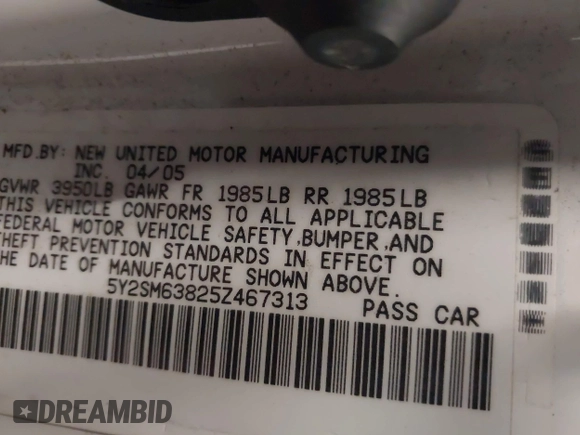 MFD.BY: NEW UNITED MOTOR MANUFACTURING
INC. 04/05
GVWR 3950LB GAWR FR 1985LB RR 1985LB
THIS VEHICLE CONFORMS TO ALL APPLICABLE
FEDERAL MOTOR VEHICLE SAFETY, BUMPER, AND
THEFT PREVENTION STANDARDS IN EFFECT ON
THE DATE OF MANUFACTURE SHOWN ABOVE.
5Y2SM63825Z467313 PASS CAR
DREAMBID